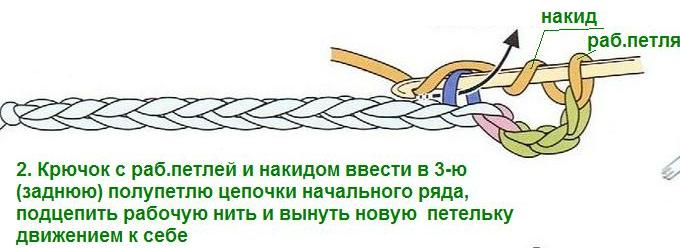 накид
раб.петля
2. Крючок с раб.петлей и накидом ввести в 3-ю
(заднюю) полупетлю цепочки начального ряда,
подцепить рабочую нить и вынуть новую петельку
движением к себе